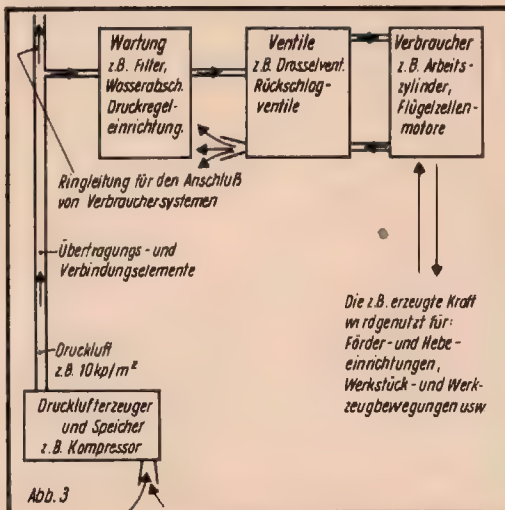 Wartung
z.B. Filter,
Wasserabsch.
Druckregel-
einrichtung.
Ventile
z.B. Drosselvent.
Rückschlag-
ventile
Verbraucher
z.B. Arbeits-
zylinder,
Flügelzellen-
motore
Ringleitung für den Anschluß
von Verbrauchersystemen
Übertragungs- und
Verbindungselemente
Druckluft
z.B. 10 kp/m²
Drucklufterzeuger
und Speicher
z.B. Kompressor
Die z.B. erzeugte Kraft
wird genutzt für:
Förder- und Hebe-
einrichtungen,
Werkstück- und Werk-
zeugbewegungen usw
Abb. 3